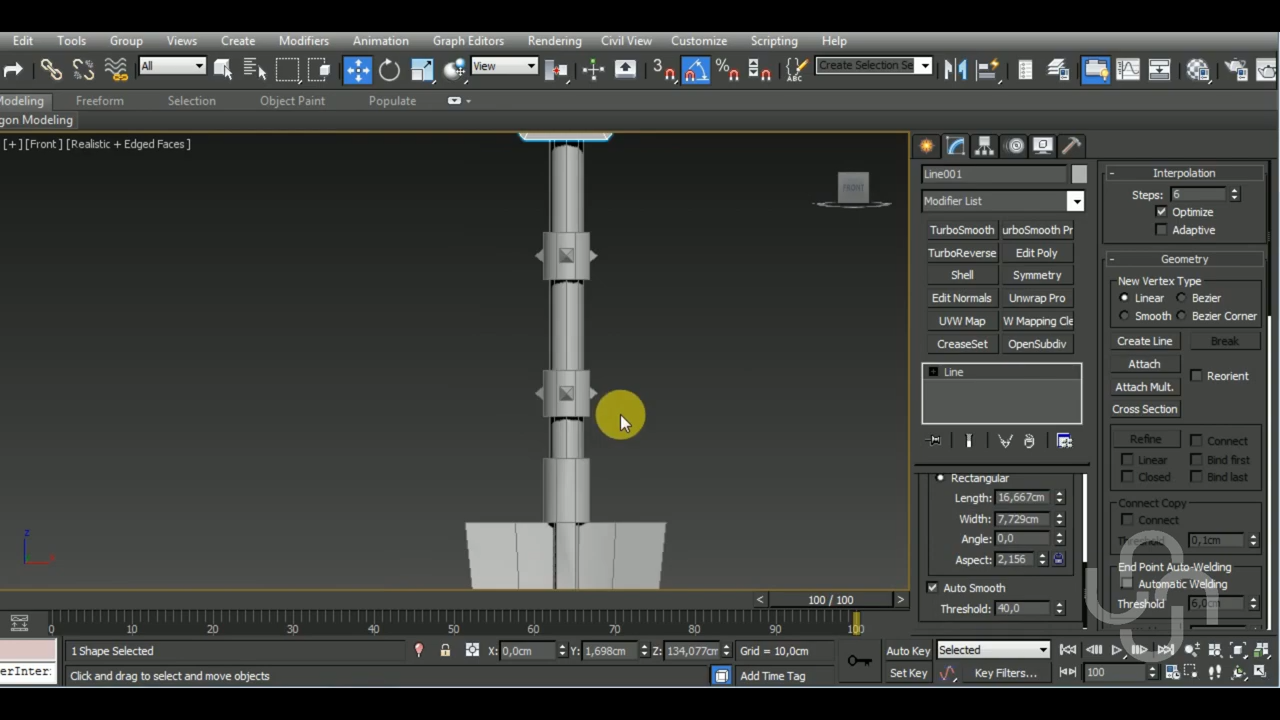 Edit Tools Group Views Create Modifiers Animation Graph Editors Rendering Civil View Customize Scripting Help
All View 3 Create Selection Se
Modeling Freeform Selection Object Paint Populate
gon Modeling
[+] [Front] [Realistic + Edged Faces]
FRONT
Line001
Modifier List
TurboSmooth urboSmooth Pr
TurboReverse Edit Poly
Shell Symmetry
Edit Normals Unwrap Pro
UVW Map W Mapping Cle
CreaseSet OpenSubdiv
Line
Rectangular
Length: 16,667cm
Width: 7,729cm
Angle: 0,0
Aspect: 2,156
Auto Smooth
Threshold: 40,0
Interpolation
Steps: 6
Optimize
Adaptive
Geometry
New Vertex Type
Linear Bezier
Smooth Bezier Corner
Create Line Break
Attach
Reorient
Attach Mult.
Cross Section
Refine Connect
Linear Bind first
Closed Bind last
Connect Copy
Connect
Threshold 0,1cm
End Point Auto-Welding
Automatic Welding
Threshold 6,0cm
z
< 100 / 100 >
0 10 20 30 40 50 60 70 80 90 100
1 Shape Selected X: 0,0cm Y: 1,698cm Z: 134,077cm Grid = 10,0cm Auto Key Selected
erInter: Click and drag to select and move objects Add Time Tag Set Key Key Filters... 100